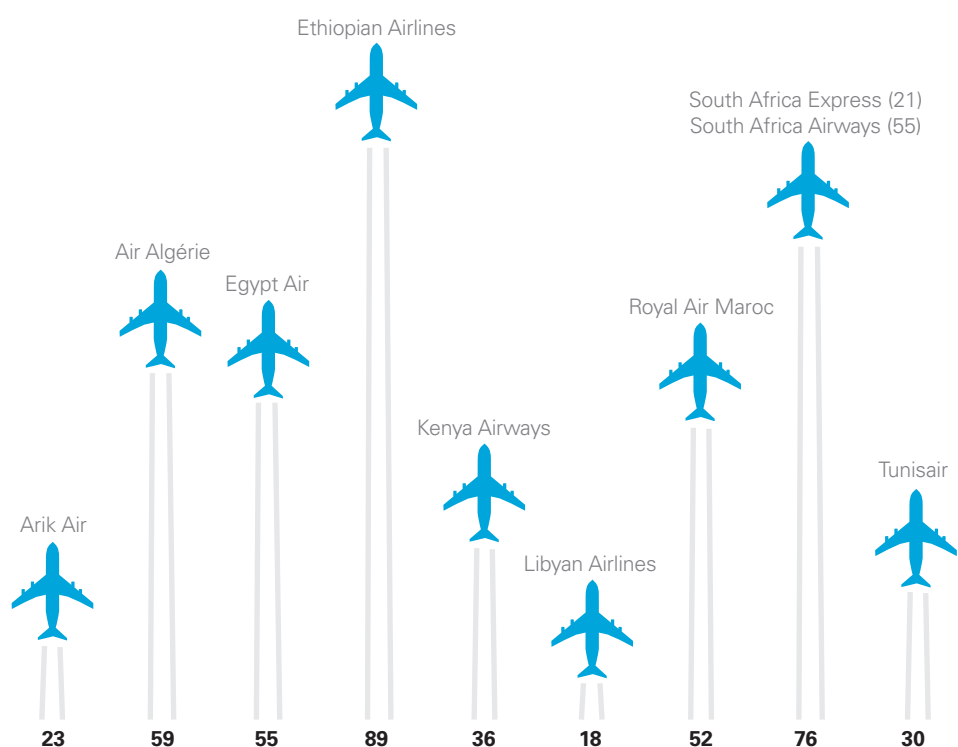 Ethiopian Airlines
South Africa Express (21)
South Africa Airways (55)
Air Algérie
Egypt Air
Royal Air Maroc
Kenya Airways
Tunisair
Arik Air
Libyan Airlines
23 59 55 89 36 18 52 76 30